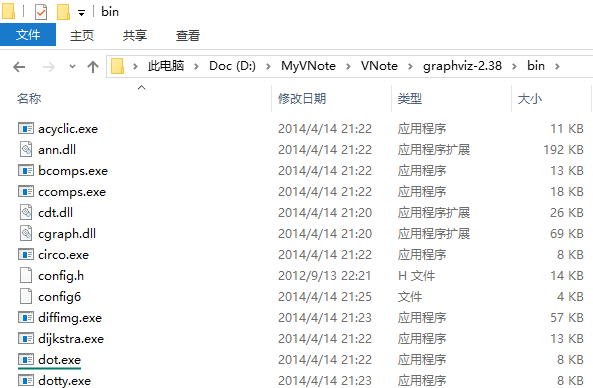 bin
文件 主页 共享 查看
此电脑 Doc (D:) MyVNote VNote graphviz-2.38 bin
名称 修改日期 类型 大小
acyclic.exe 2014/4/14 21:22 应用程序 11 KB
ann.dll 2014/4/14 21:20 应用程序扩展 192 KB
bcomps.exe 2014/4/14 21:22 应用程序 13 KB
ccomps.exe 2014/4/14 21:22 应用程序 18 KB
cdt.dll 2014/4/14 21:20 应用程序扩展 26 KB
cgraph.dll 2014/4/14 21:20 应用程序扩展 69 KB
circo.exe 2014/4/14 21:22 应用程序 8 KB
config.h 2012/9/13 22:21 H 文件 14 KB
config6 2014/4/14 21:25 文件 4 KB
diffimg.exe 2014/4/14 21:23 应用程序 57 KB
dijkstra.exe 2014/4/14 21:22 应用程序 13 KB
dot.exe 2014/4/14 21:22 应用程序 8 KB
dotty.exe 2014/4/14 21:23 应用程序 8 KB